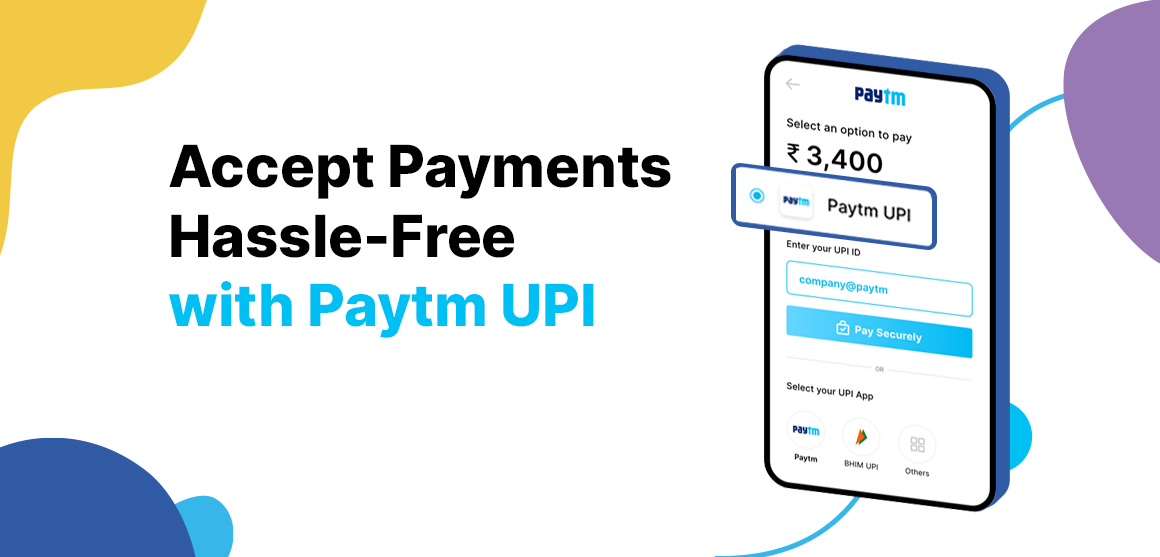 Accept Payments
Hassle-Free
with Paytm UPI
paytm
Select an option to pay
₹ 3,400
paytm
Paytm UPI
Enter your UPI ID
company@paytm
Pay Securely
OR
Select your UPI App
paytm
Paytm
BHIM UPI
Others